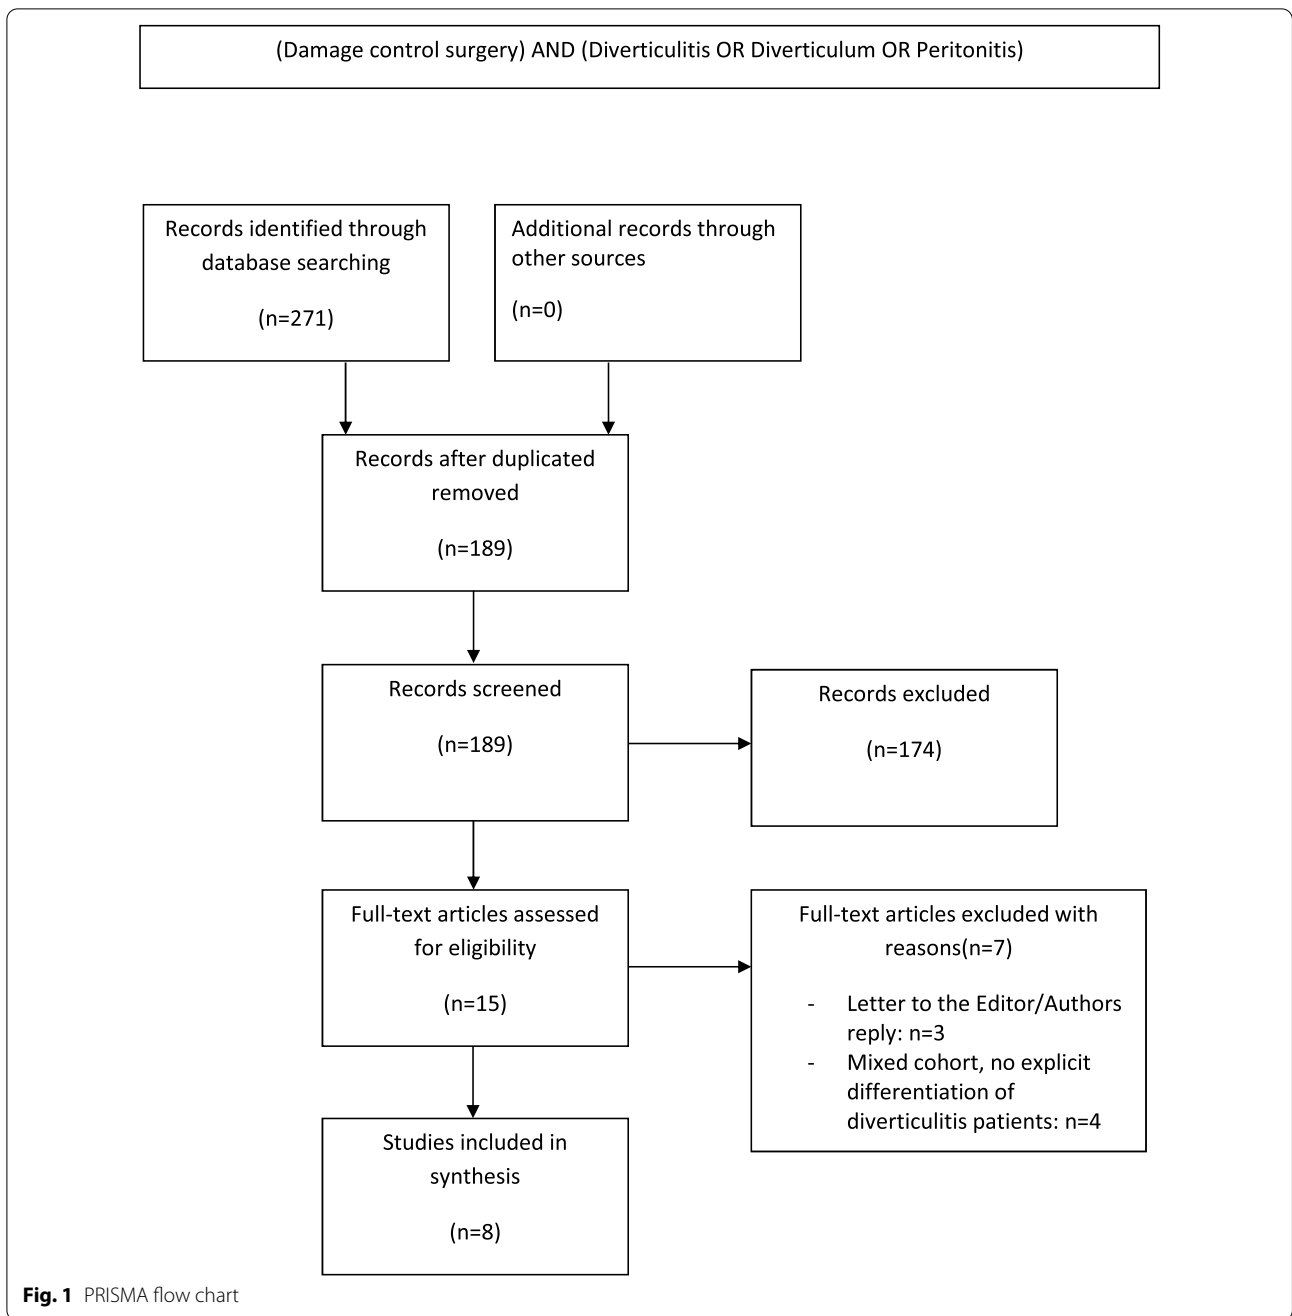 (Damage control surgery) AND (Diverticulitis OR Diverticulum OR Peritonitis)
Records identified through
database searching
(n=271)
Additional records through
other sources
(n=0)
Records after duplicated
removed
(n=189)
Records screened
(n=189)
Records excluded
(n=174)
Full-text articles assessed
for eligibility
(n=15)
Full-text articles excluded with
reasons(n=7)
- Letter to the Editor/Authors
reply: n=3
- Mixed cohort, no explicit
differentiation of
diverticulitis patients: n=4
Studies included in
synthesis
(n=8)
Fig. 1 PRISMA flow chart